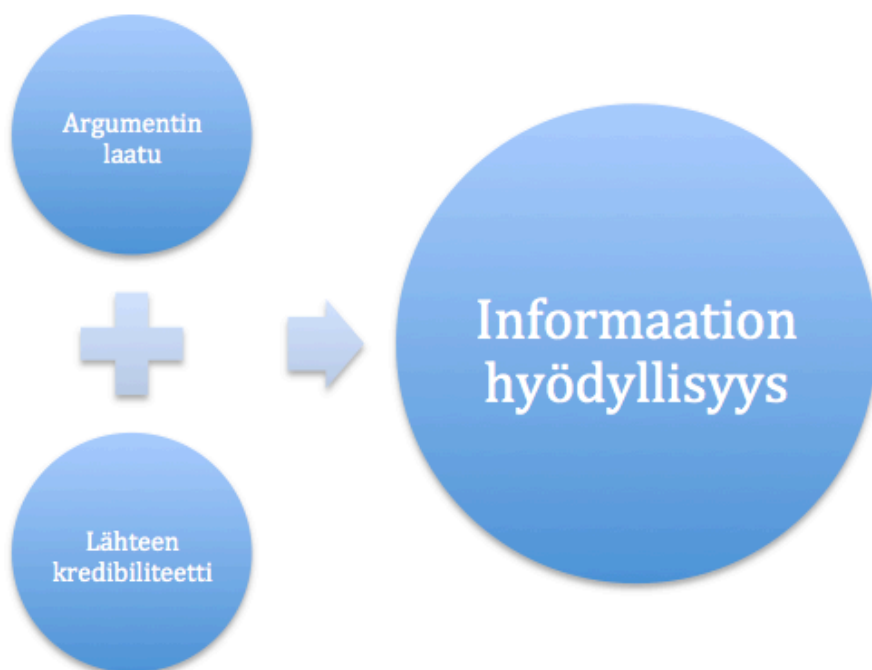 Argumentin
laatu
Lähteen
kredibiliteetti
Informaation
hyödyllisyys